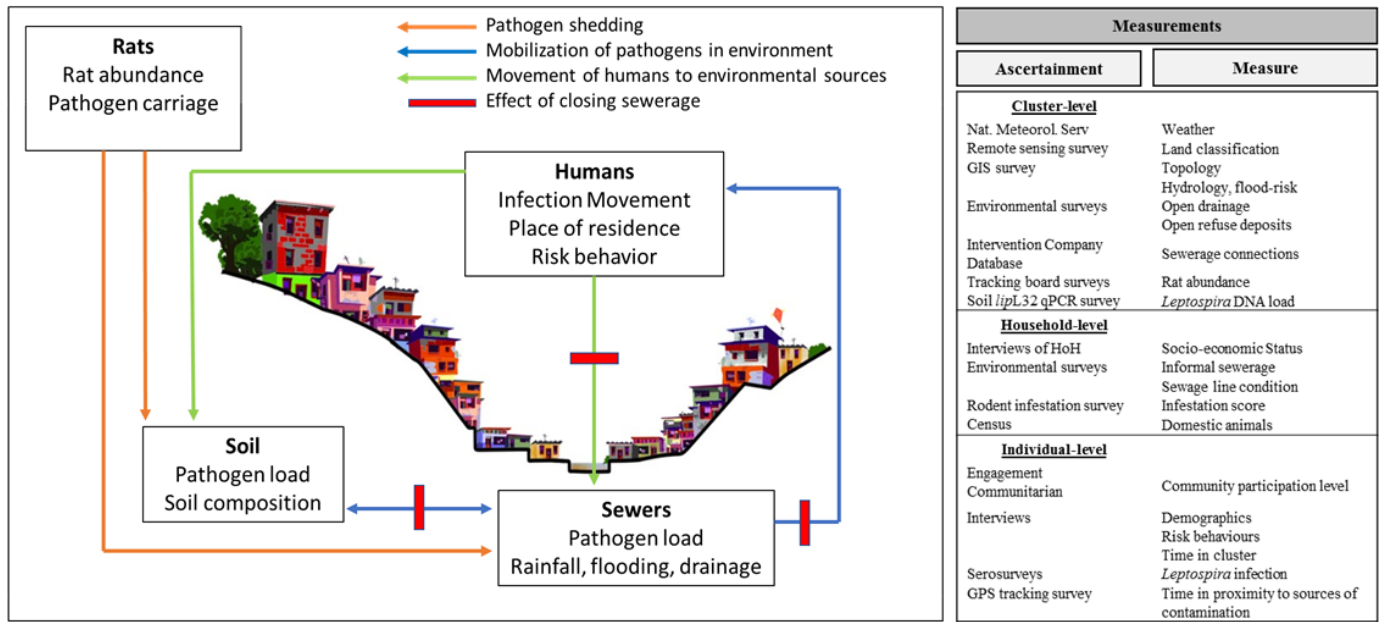 Rats
Rat abundance
Pathogen carriage
Pathogen shedding
Mobilization of pathogens in environment
Movement of humans to environmental sources
Effect of closing sewerage
Humans
Infection Movement
Place of residence
Risk behavior
Soil
Pathogen load
Soil composition
Sewers
Pathogen load
Rainfall, flooding, drainage
Measurements
Ascertainment Measure
Cluster-level
Nat. Meteorol. Serv Weather
Remote sensing survey Land classification
GIS survey Topology
Hydrology, flood-risk
Environmental surveys Open drainage
Open refuse deposits
Intervention Company
Database
Sewerage connections
Tracking board surveys Rat abundance
Soil lipL32 qPCR survey Leptospira DNA load
Household-level
Interviews of HoH Socio-economic Status
Environmental surveys Informal sewerage
Sewage line condition
Rodent infestation survey Infestation score
Census Domestic animals
Individual-level
Engagement
Communitarian
Community participation level
Interviews Demographics
Risk behaviours
Time in cluster
Serosurveys Leptospira infection
GPS tracking survey Time in proximity to sources of
contamination